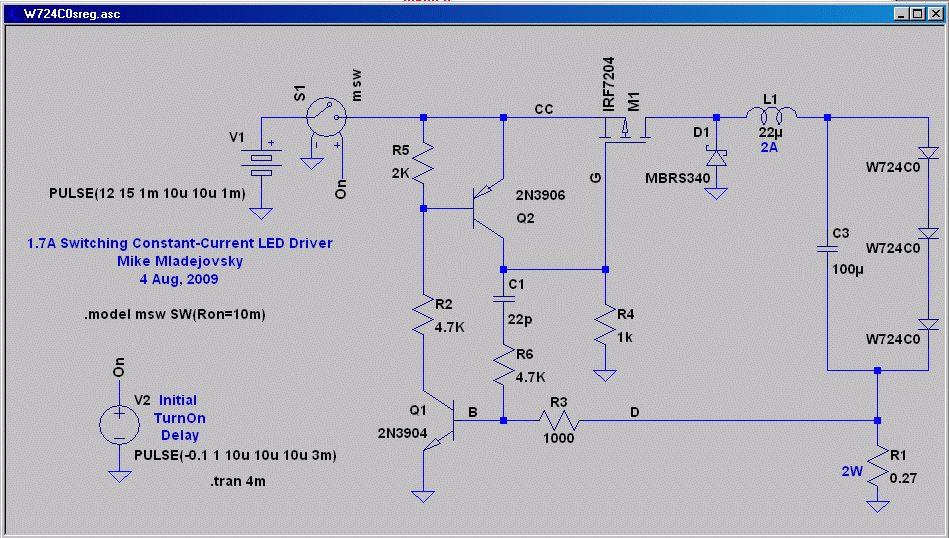 W724C0sreg.asc
S1
msw
V1
On
PULSE(12 15 1m 10u 10u 1m)
1.7A Switching Constant-Current LED Driver
Mike Mladejovsky
4 Aug, 2009
.model msw SW(Ron=10m)
On
V2 Initial
TurnOn
Delay
PULSE(-0.1 1 10u 10u 10u 3m)
.tran 4m
R5
2K
2N3906
Q2
CC
IRF7204
M1
G
D1
MBRS340
L1
22µ
2A
W724C0
W724C0
W724C0
C3
100µ
R2
4.7K
C1
22p
R6
4.7K
R4
1k
Q1
2N3904
B
R3
1000
D
R1
2W
0.27